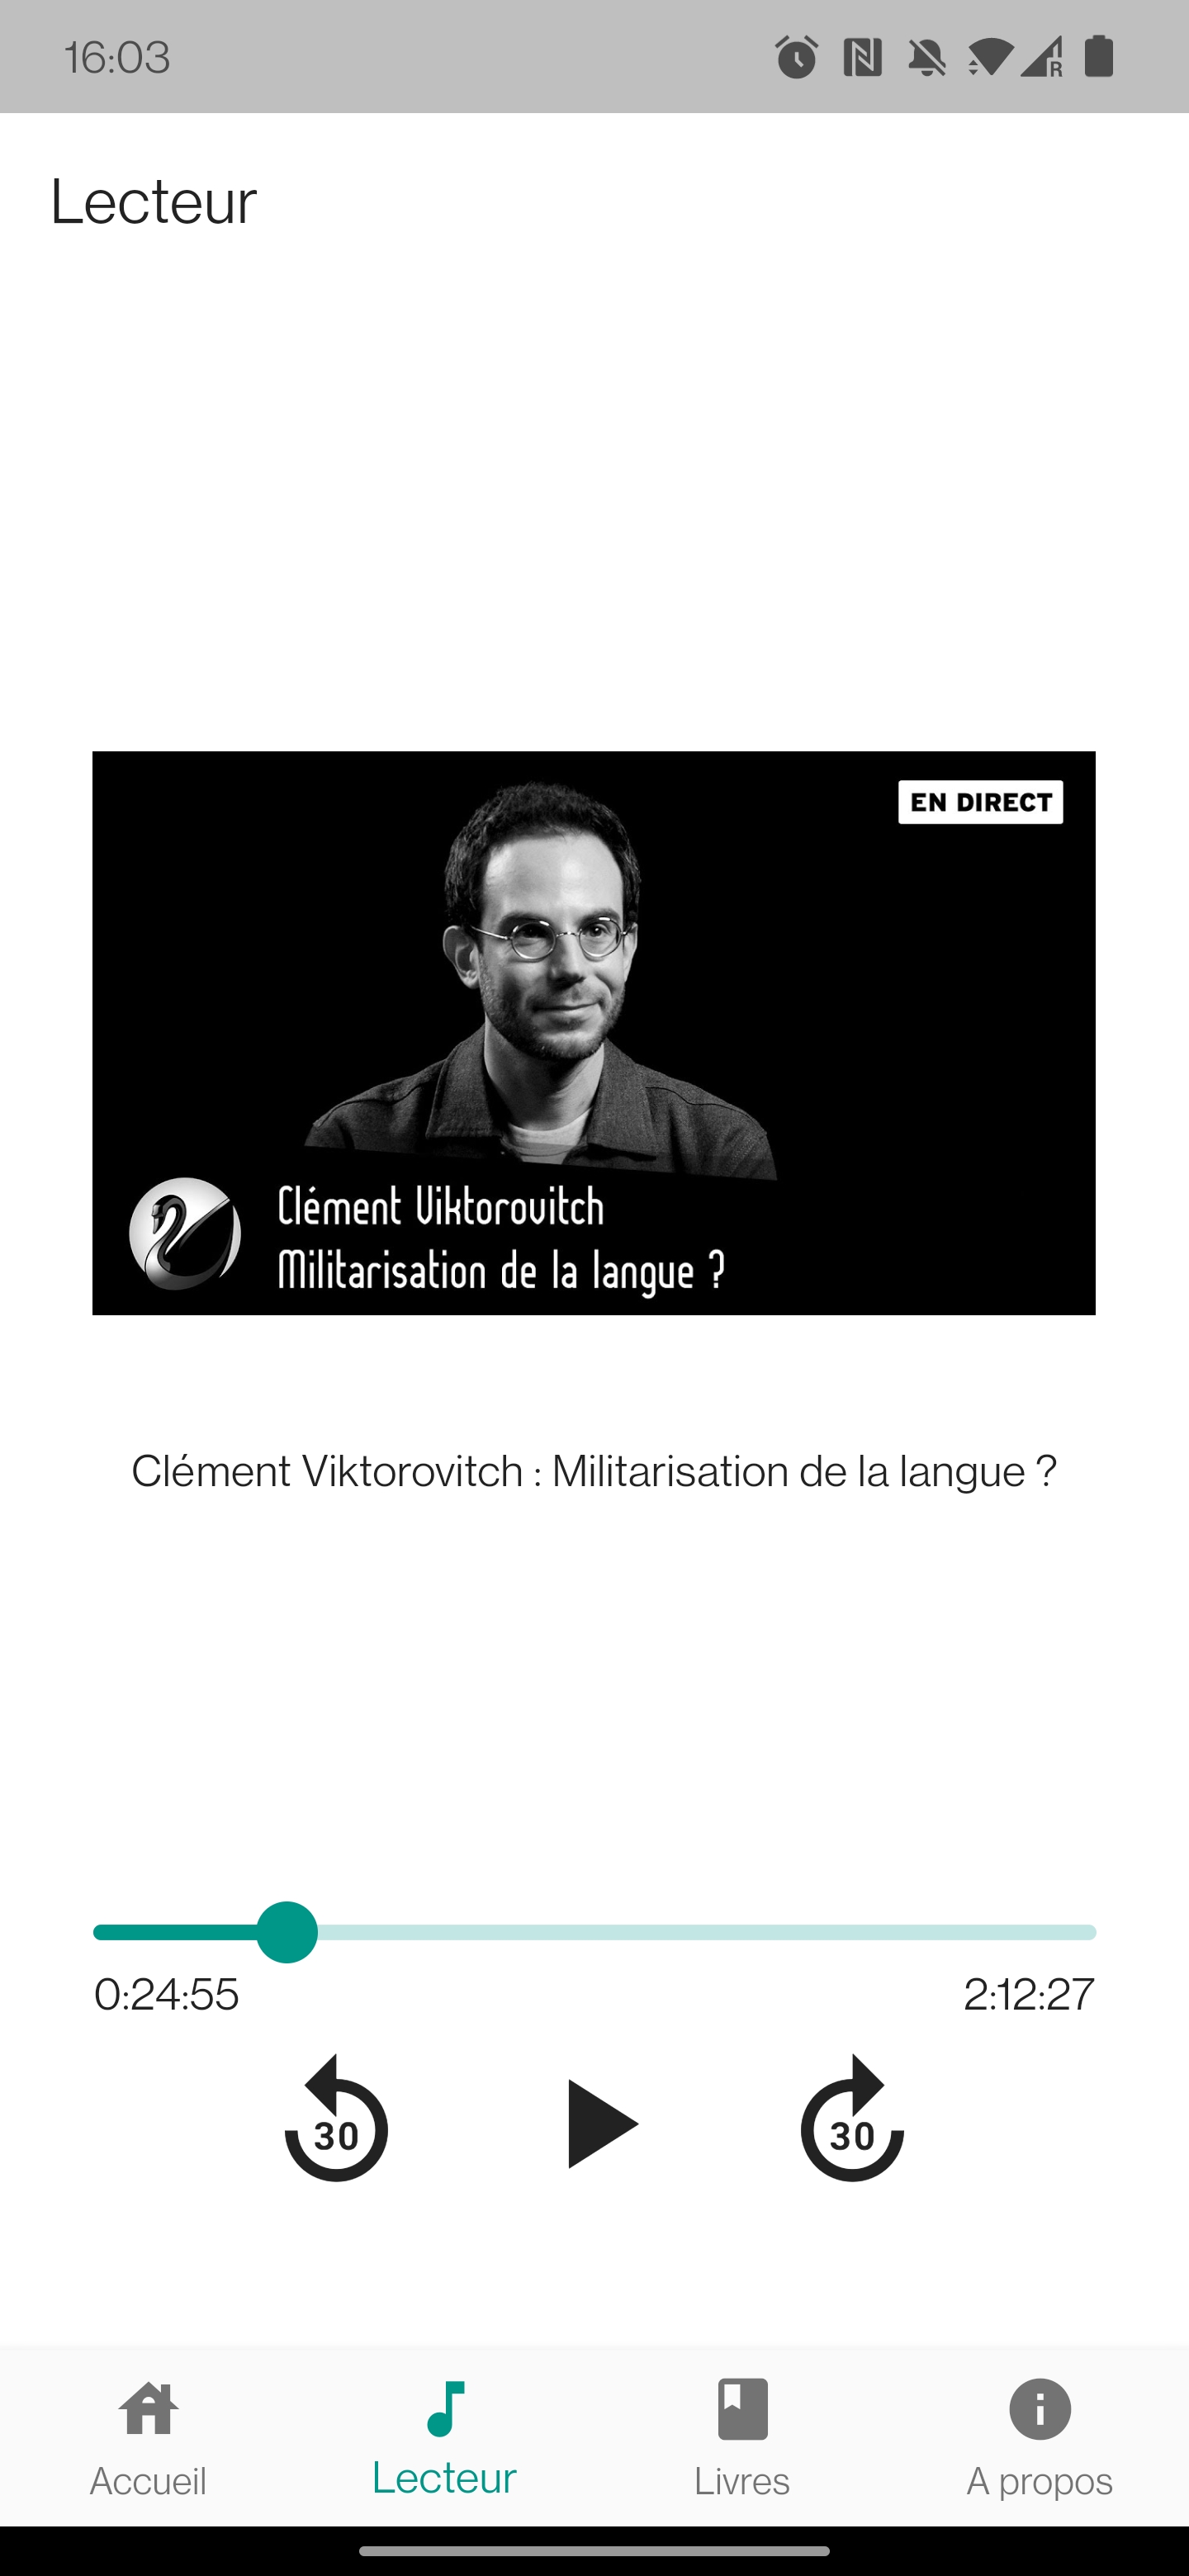 16:03
R
Lecteur
EN DIRECT
Clément Viktorovitch
Militarisation de la langue ?
Clément Viktorovitch : Militarisation de la langue ?
0:24:55
2:12:27
30
30
Accueil
Lecteur
Livres
A propos